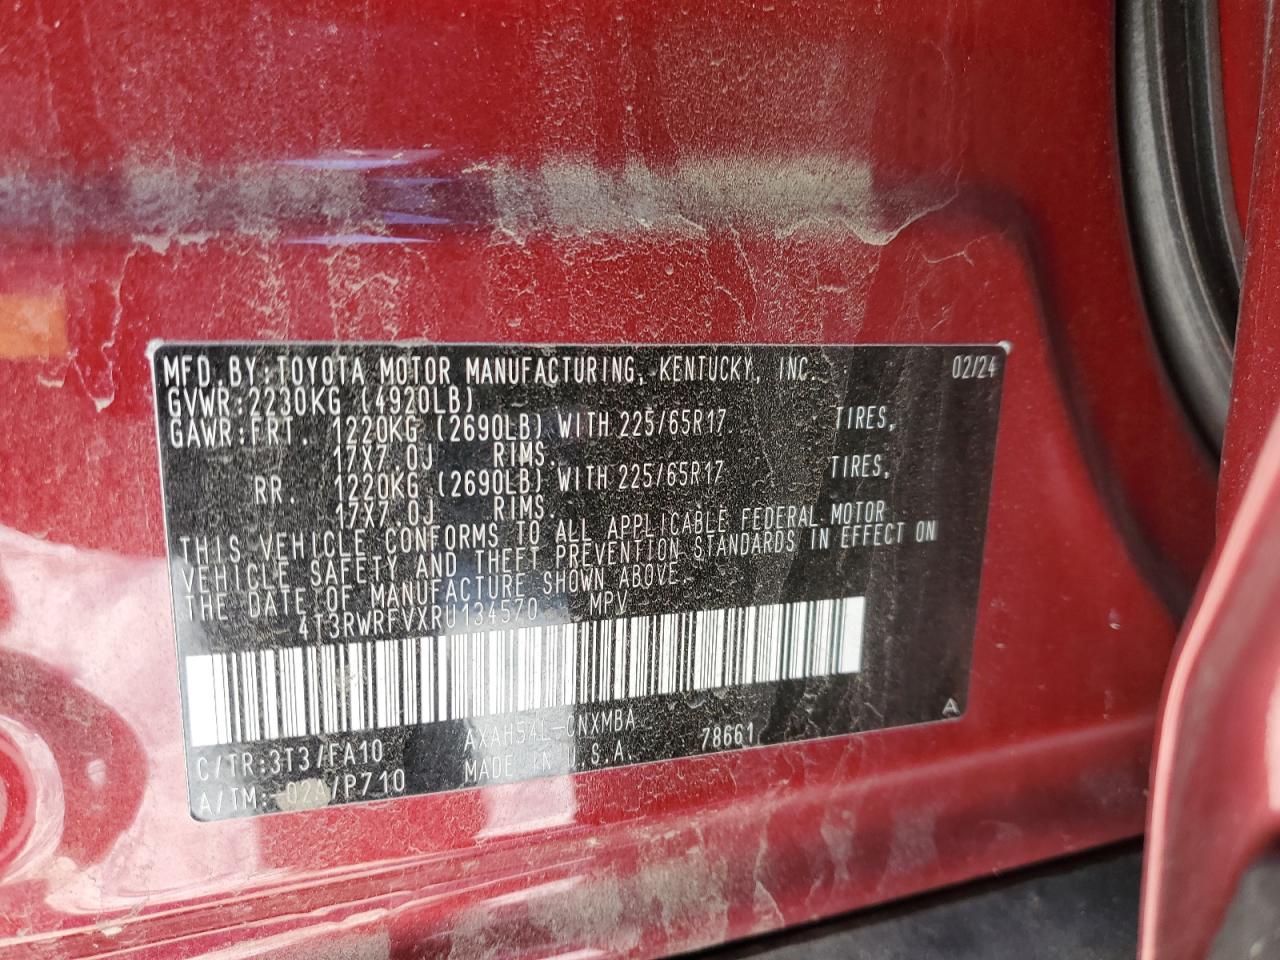 MFD. BY: TOYOTA MOTOR MANUFACTURING, KENTUCKY, INC. 02/24
GVWR: 2230KG (4920LB)
GAWR: FRT. 1220KG (2690LB) WITH 225/65R17 TIRES,
17X7.0J RIMS.
RR. 1220KG (2690LB) WITH 225/65R17 TIRES,
17X7.0J RIMS.
THIS VEHICLE CONFORMS TO ALL APPLICABLE FEDERAL MOTOR
VEHICLE SAFETY AND THEFT PREVENTION STANDARDS IN EFFECT ON
THE DATE OF MANUFACTURE SHOWN ABOVE.
4T3RWRFVXRU134570 MPV
C/TR: 3T3/FA10 AXAH54L-CNXMBA 78661 A
A/TM: /P710 MADE IN U.S.A.